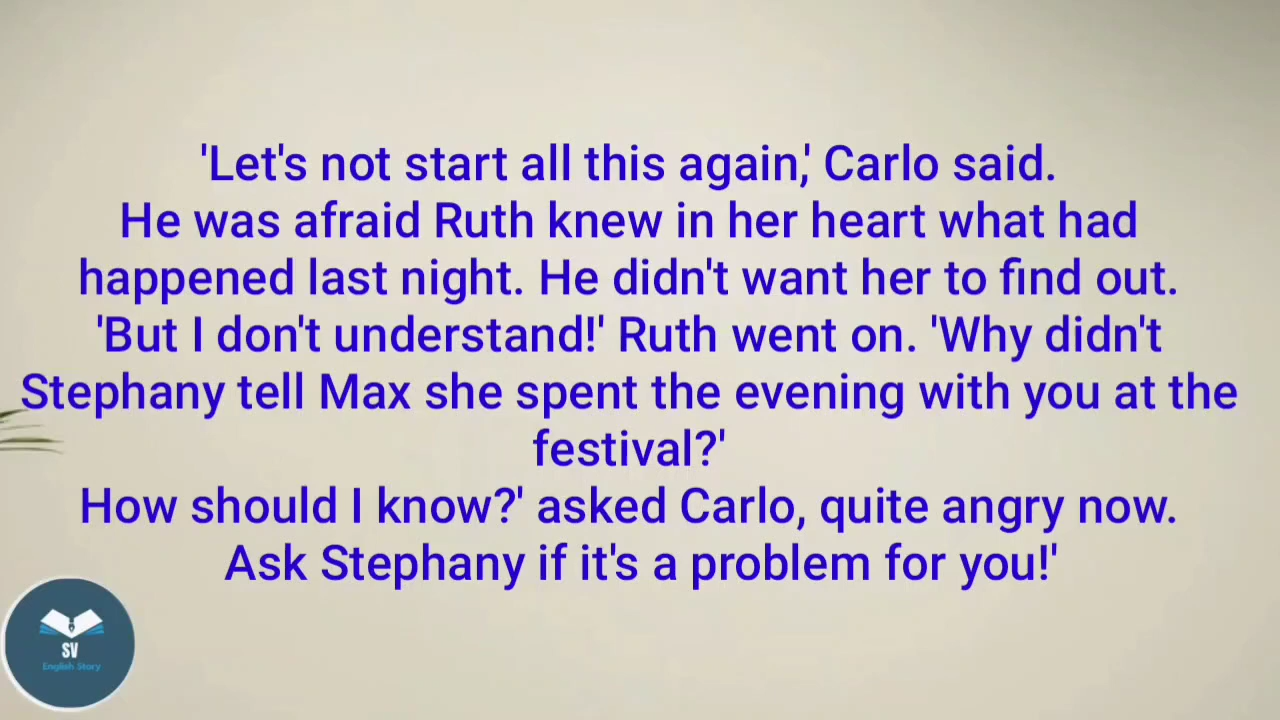 'Let's not start all this again,' Carlo said.
He was afraid Ruth knew in her heart what had
happened last night. He didn't want her to find out.
'But I don't understand!' Ruth went on. 'Why didn't
Stephany tell Max she spent the evening with you at the
festival?'
How should I know?' asked Carlo, quite angry now.
Ask Stephany if it's a problem for you!'
SV
English Story